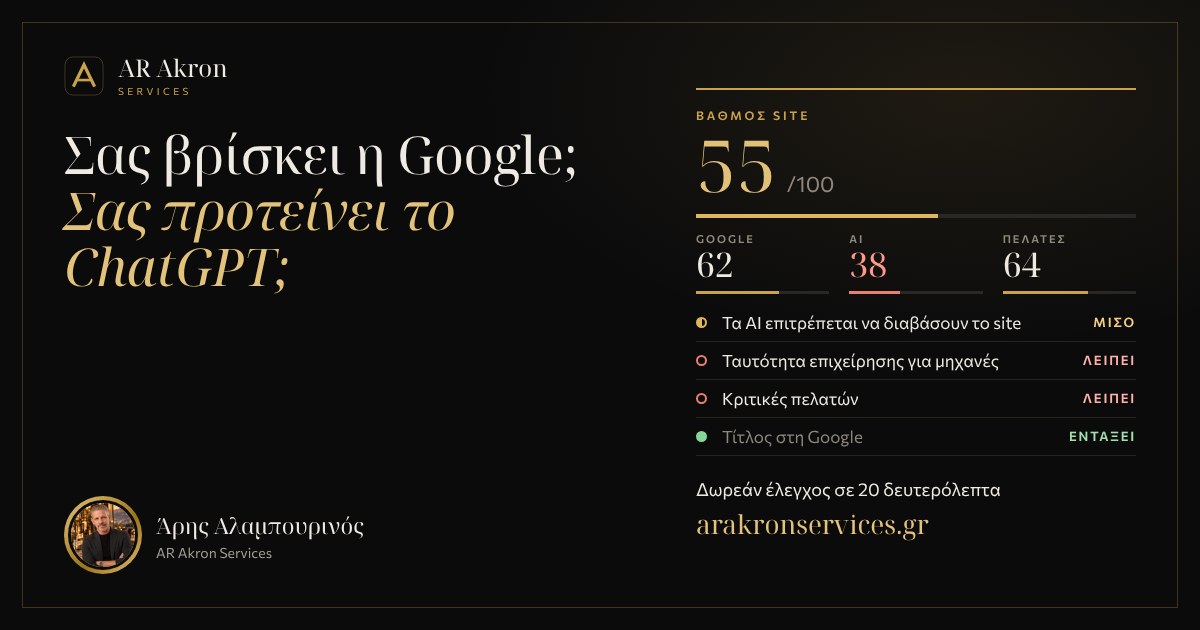 AR Akron
SERVICES
Σας βρίσκει η Google;
Σας προτείνει το
ChatGPT;
Άρης Αλαμπουρινός
AR Akron Services
ΒΑΘΜΟΣ SITE
55 /100
GOOGLE AI ΠΕΛΑΤΕΣ
62 38 64
Τα AI επιτρέπεται να διαβάσουν το site ΜΙΣΟ
Ταυτότητα επιχείρησης για μηχανές ΛΕΙΠΕΙ
Κριτικές πελατών ΛΕΙΠΕΙ
Τίτλος στη Google ΕΝΤΑΞΕΙ
Δωρεάν έλεγχος σε 20 δευτερόλεπτα
arakronservices.gr